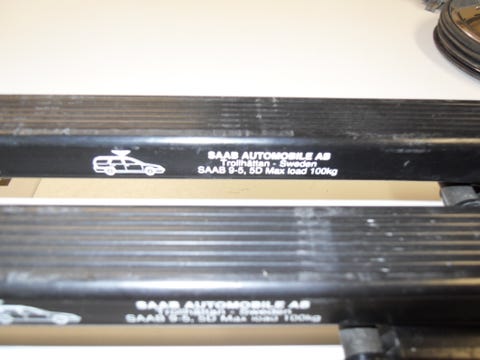 SAAB AUTOMOBILE AB
Trollhättan - Sweden
SAAB 9-5, 5D Max load 100kg
SAAB AUTOMOBILE AB
Trollhättan - Sweden
SAAB 9-5, 5D Max load 100kg